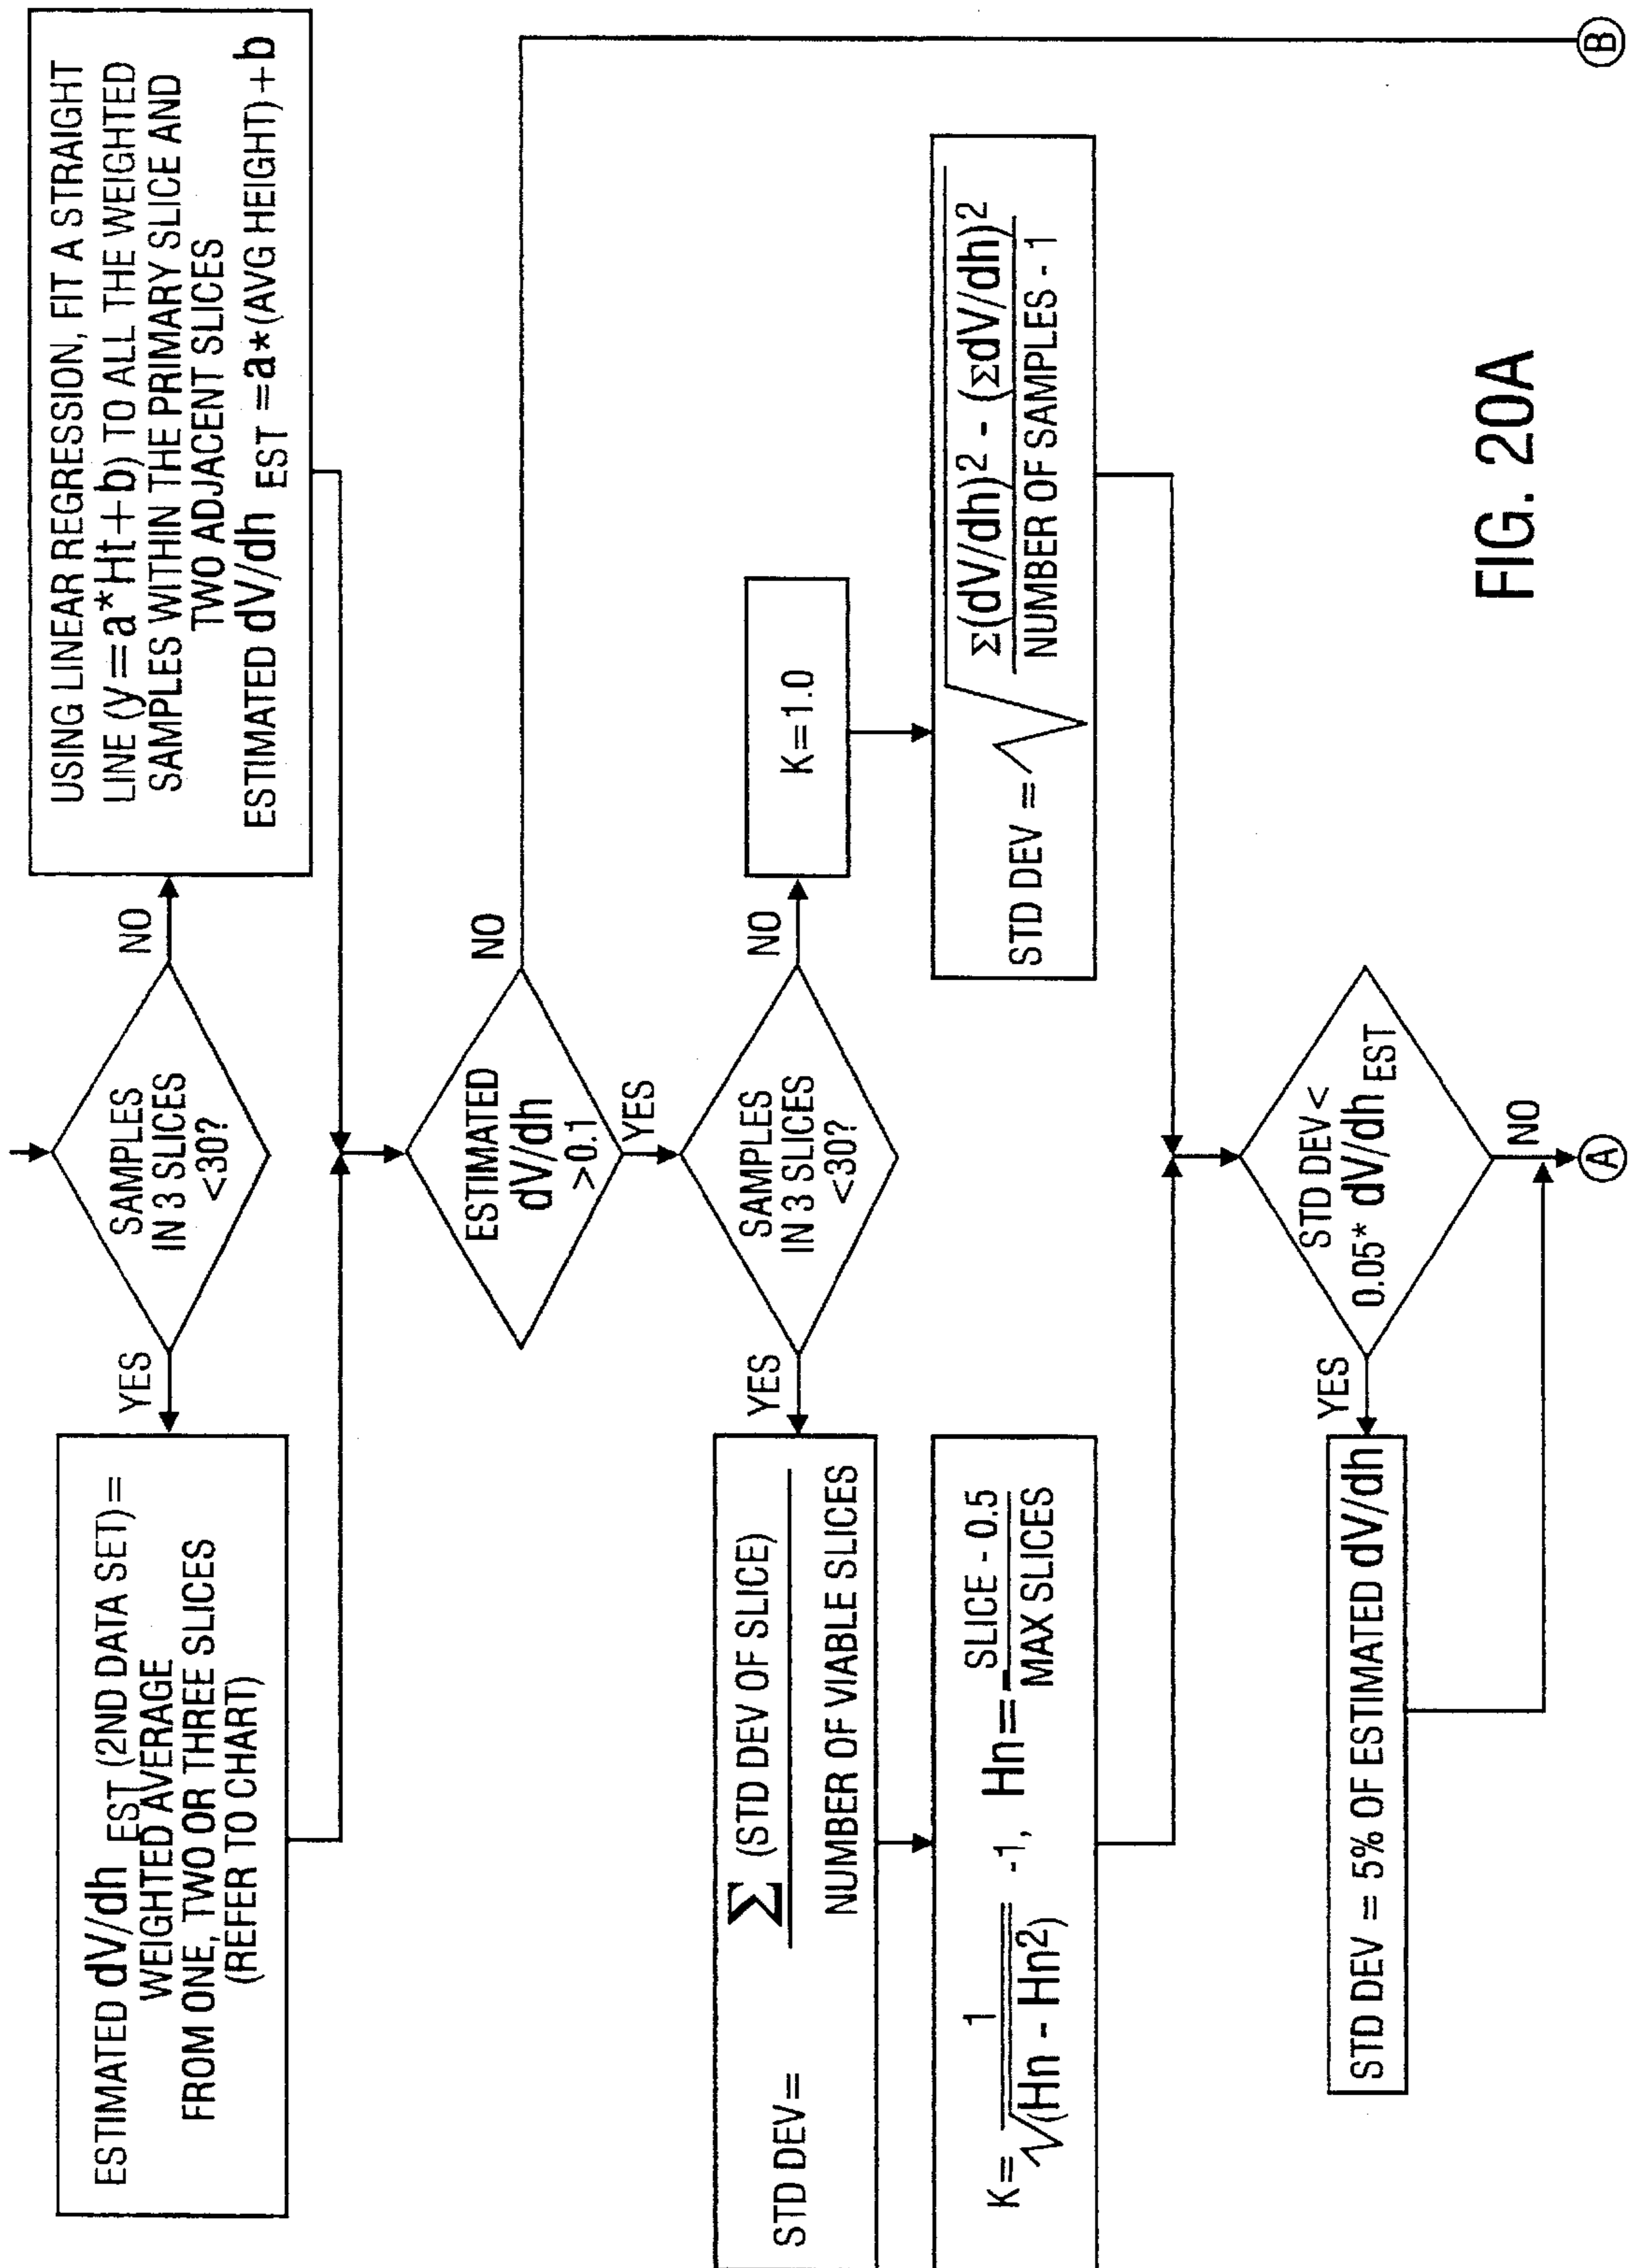 SAMPLES
IN 3 SLICES
<30?
YES
NO
ESTIMATED dV/dh EST (2ND DATA SET)=
WEIGHTED AVERAGE
FROM ONE, TWO OR THREE SLICES
(REFER TO CHART)
USING LINEAR REGRESSION, FIT A STRAIGHT
LINE (y=a*Ht+b) TO ALL THE WEIGHTED
SAMPLES WITHIN THE PRIMARY SLICE AND
TWO ADJACENT SLICES
ESTIMATED dV/dh EST =a*(AVG HEIGHT)+b
ESTIMATED
dV/dh
>0.1
NO
YES
SAMPLES
IN 3 SLICES
<30?
YES
NO
STD DEV = Σ (STD DEV OF SLICE)
NUMBER OF VIABLE SLICES
K=1.0
K= 1 / √(Hn - Hn²) -1, Hn= SLICE - 0.5
MAX SLICES
STD DEV = √ Σ(dV/dh)² - (ΣdV/dh)²
NUMBER OF SAMPLES - 1
STD DEV <
0.05* dV/dh EST
YES
NO
STD DEV = 5% OF ESTIMATED dV/dh
A
B
FIG. 20A